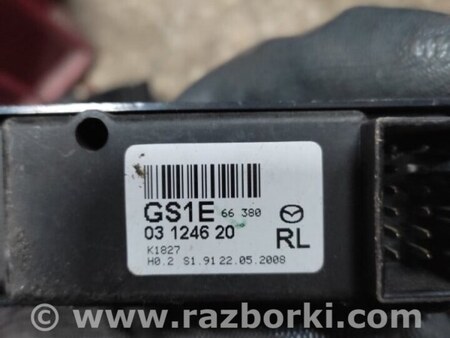 GS1E 66 380
03 1246 20
RL
K1827
H0.2 S1.91 22.05.2008
© www.razborki.com